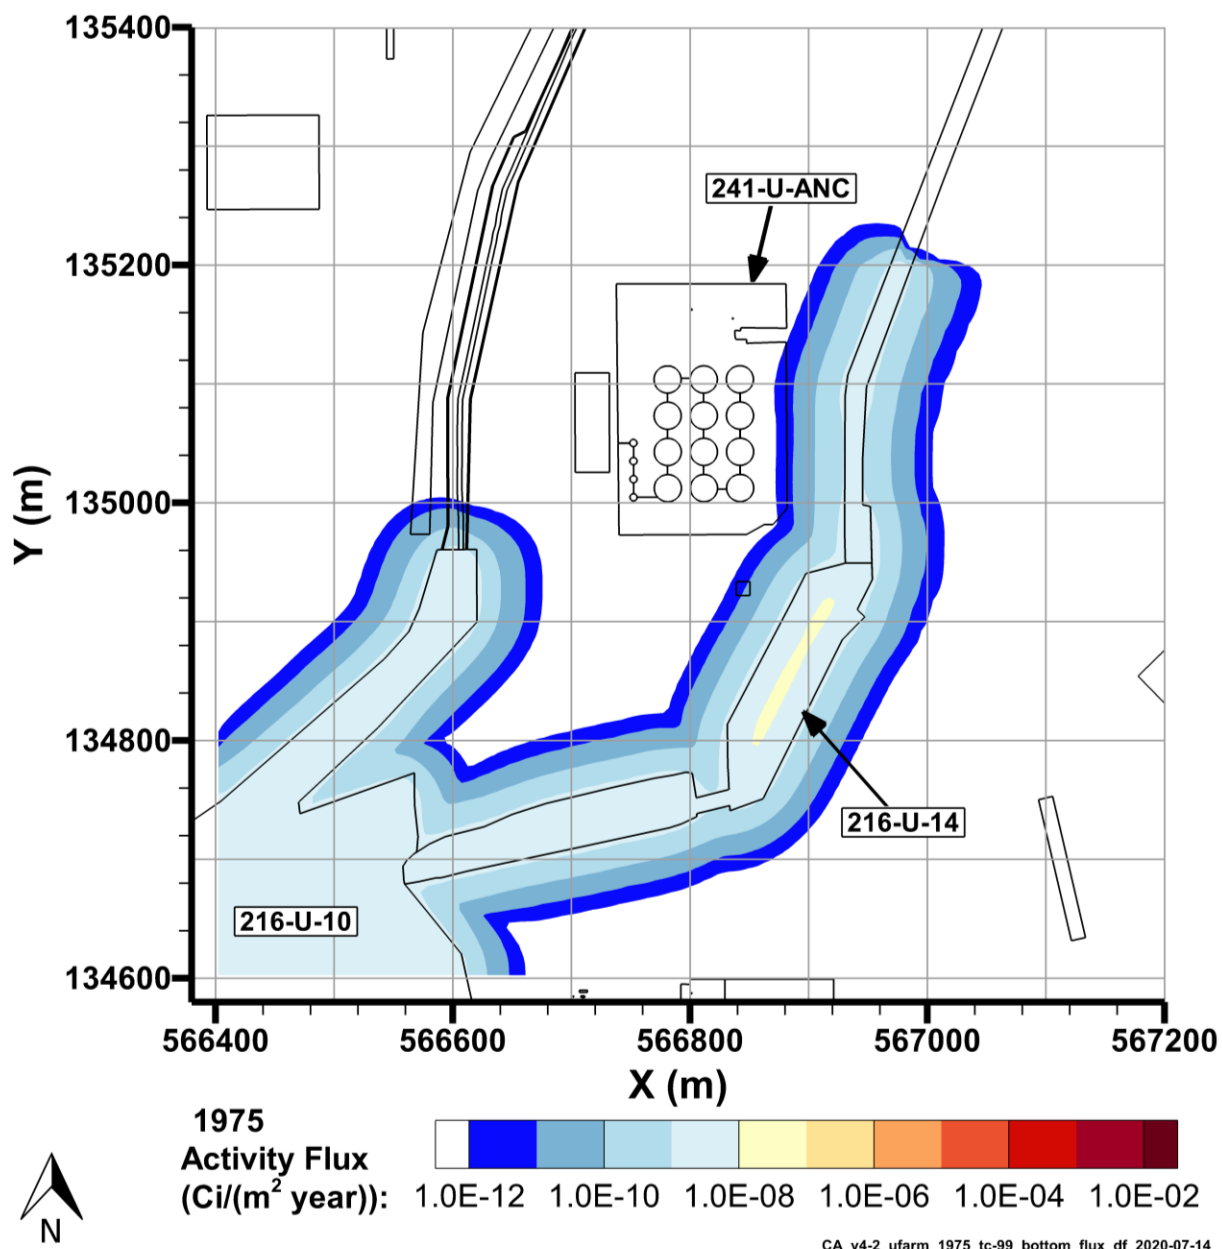 135400
241-U-ANC
135200
135000
Y (m)
134800
216-U-14
216-U-10
134600
566400 566600 566800 567000 567200
X (m)
1975
Activity Flux
(Ci/(m² year)):
1.0E-12 1.0E-10 1.0E-08 1.0E-06 1.0E-04 1.0E-02
N
CA_v4-2_ufarm_1975_tc-99_bottom_flux_df_2020-07-14